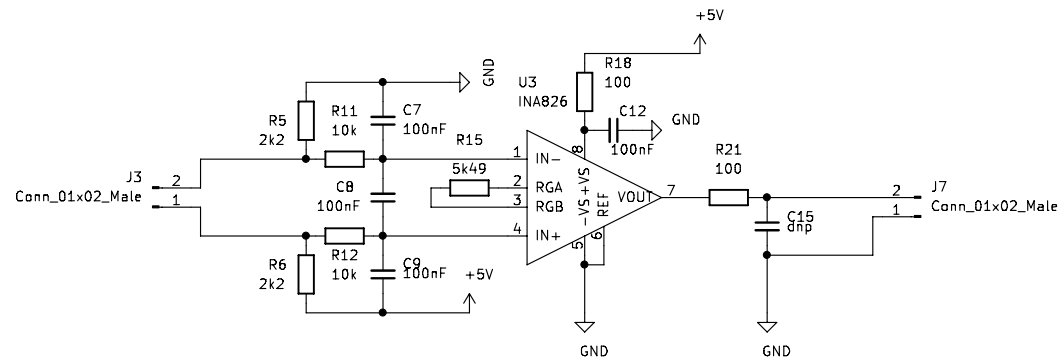 +5V
GND
R18
100
U3
INA826
R5
2k2
R11
10k
C7
100nF
C12
100nF
GND
R15
5k49
R21
100
J3
Conn_01x02_Male
2
1
C8
100nF
1
IN-
2
RGA
3
RGB
4
IN+
8
+VS
-VS
REF
5
6
VOUT
7
2
1
J7
Conn_01x02_Male
C15
dnp
R6
2k2
R12
10k
C9
100nF
+5V
GND
GND